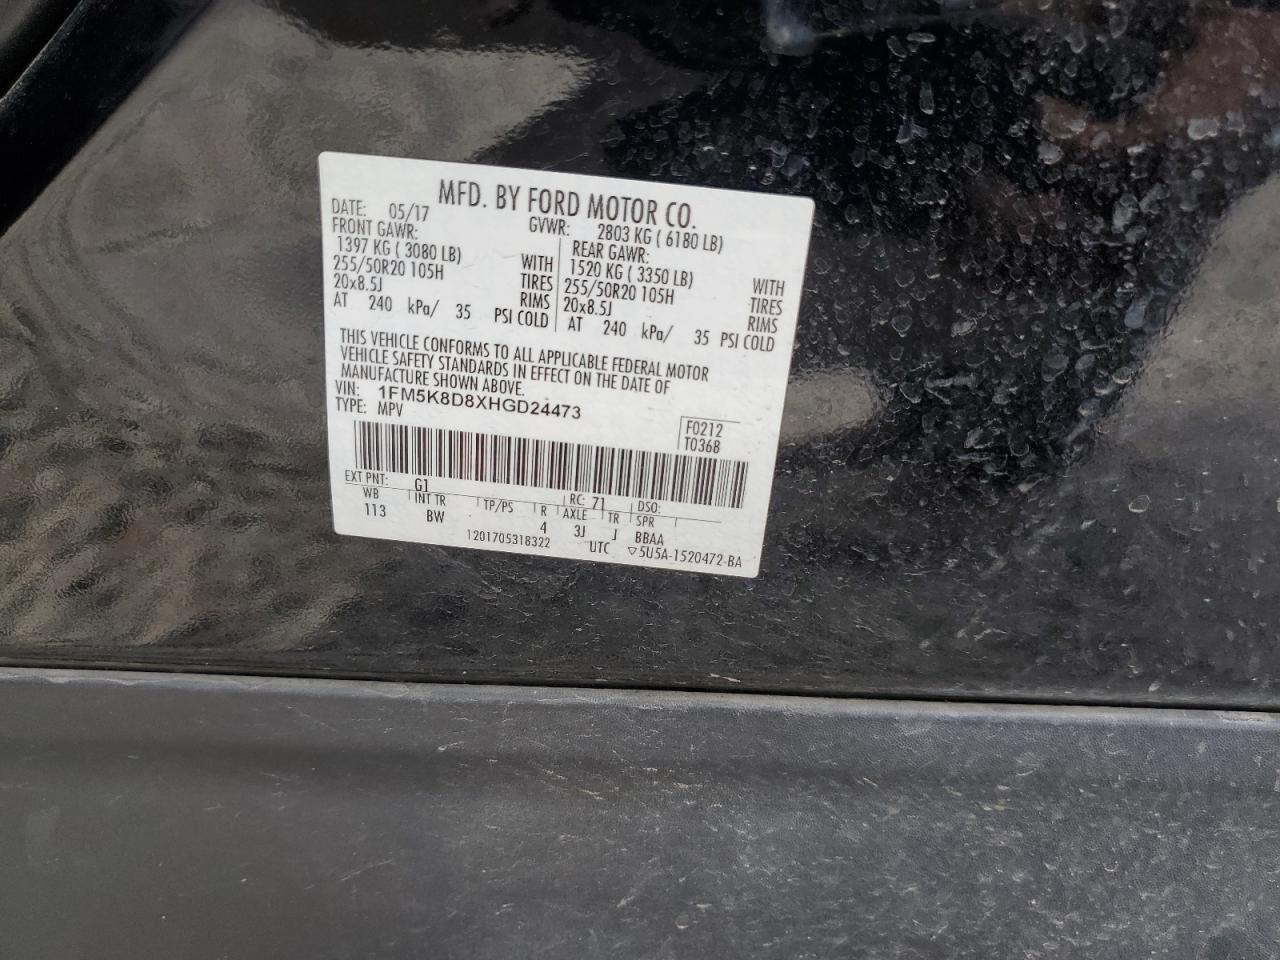 MFD. BY FORD MOTOR CO.
DATE: 05/17 GVWR: 2803 KG ( 6180 LB)
FRONT GAWR: REAR GAWR:
1397 KG ( 3080 LB) WITH 1520 KG ( 3350 LB) WITH
255/50R20 105H TIRES 255/50R20 105H TIRES
20x8.5J RIMS 20x8.5J RIMS
AT 240 kPa/ 35 PSI COLD AT 240 kPa/ 35 PSI COLD
THIS VEHICLE CONFORMS TO ALL APPLICABLE FEDERAL MOTOR
VEHICLE SAFETY STANDARDS IN EFFECT ON THE DATE OF
MANUFACTURE SHOWN ABOVE.
VIN: 1FM5K8D8XHGD24473
TYPE: MPV
F0212
T0368
EXT PNT: G1 RC: 71 DSO:
WB INT TR TP/PS R AXLE TR SPR
113 BW 4 3J J BBAA
1201705318322 UTC ▽5U5A-1520472-BA